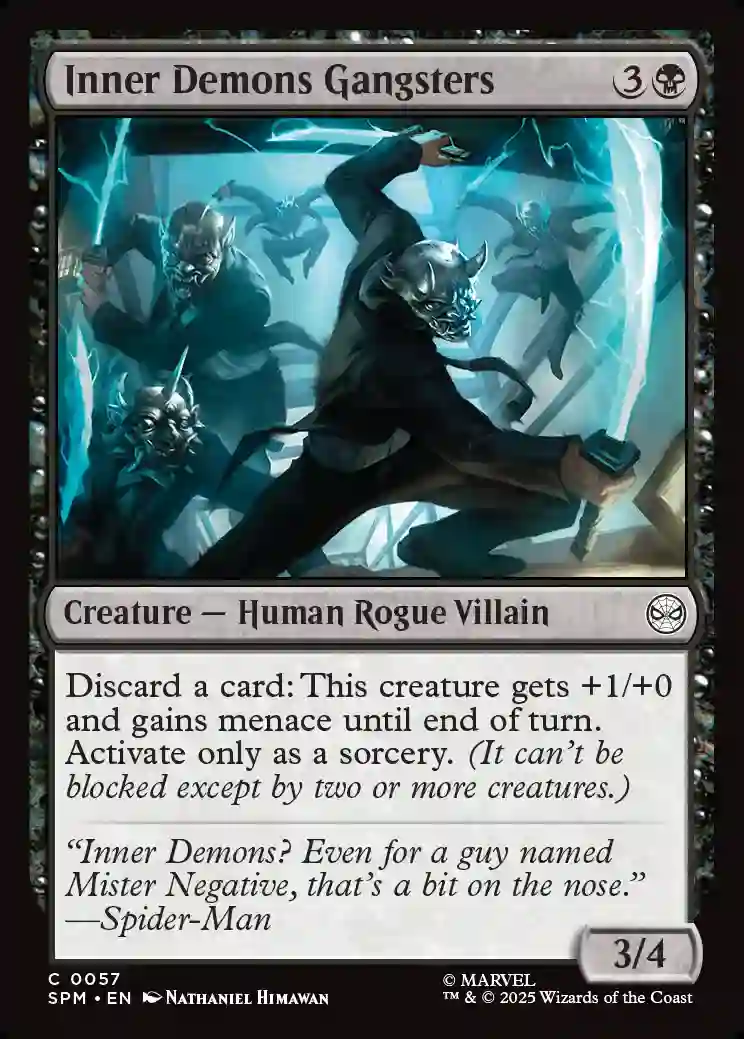 Inner Demons Gangsters 3
Creature — Human Rogue Villain
Discard a card: This creature gets +1/+0
and gains menace until end of turn.
Activate only as a sorcery. (It can't be
blocked except by two or more creatures.)
“Inner Demons? Even for a guy named
Mister Negative, that's a bit on the nose.”
—Spider-Man
3/4
C 0057
SPM • EN Nathaniel Himawan
© MARVEL
™ & © 2025 Wizards of the Coast